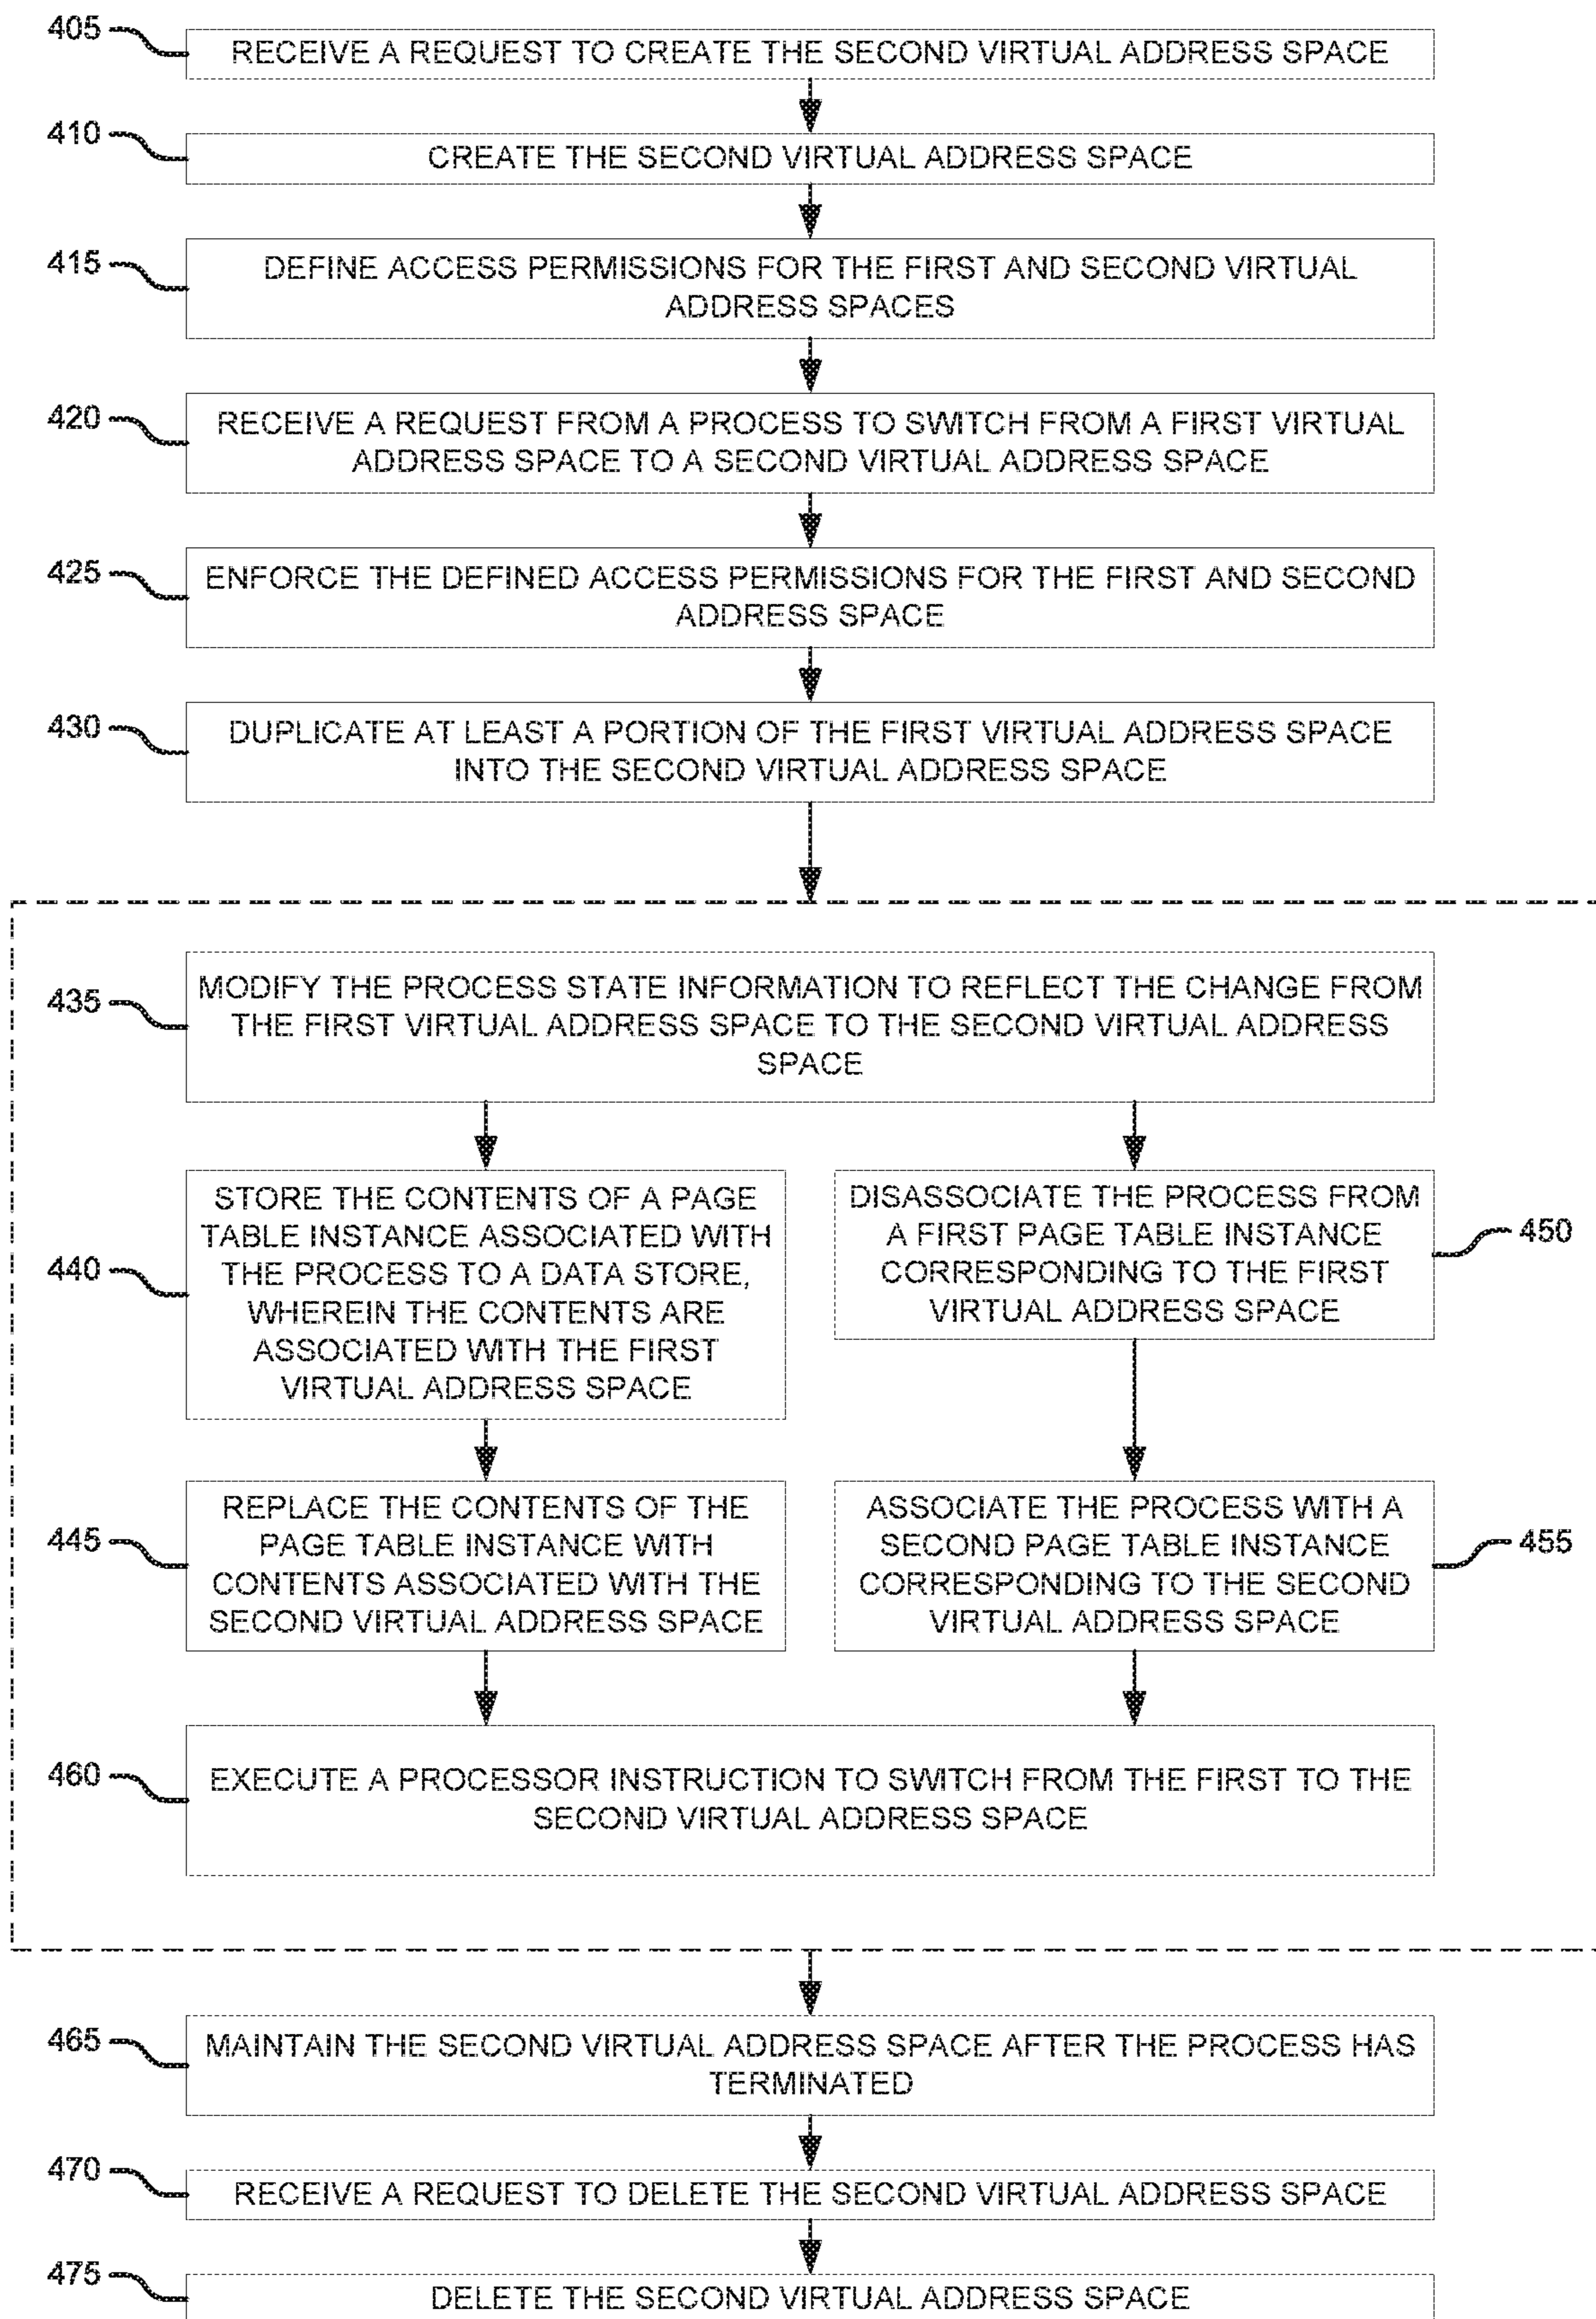 405
RECEIVE A REQUEST TO CREATE THE SECOND VIRTUAL ADDRESS SPACE
410
CREATE THE SECOND VIRTUAL ADDRESS SPACE
415
DEFINE ACCESS PERMISSIONS FOR THE FIRST AND SECOND VIRTUAL
ADDRESS SPACES
420
RECEIVE A REQUEST FROM A PROCESS TO SWITCH FROM A FIRST VIRTUAL
ADDRESS SPACE TO A SECOND VIRTUAL ADDRESS SPACE
425
ENFORCE THE DEFINED ACCESS PERMISSIONS FOR THE FIRST AND SECOND
ADDRESS SPACE
430
DUPLICATE AT LEAST A PORTION OF THE FIRST VIRTUAL ADDRESS SPACE
INTO THE SECOND VIRTUAL ADDRESS SPACE
435
MODIFY THE PROCESS STATE INFORMATION TO REFLECT THE CHANGE FROM
THE FIRST VIRTUAL ADDRESS SPACE TO THE SECOND VIRTUAL ADDRESS
SPACE
440
STORE THE CONTENTS OF A PAGE
TABLE INSTANCE ASSOCIATED WITH
THE PROCESS TO A DATA STORE,
WHEREIN THE CONTENTS ARE
ASSOCIATED WITH THE FIRST
VIRTUAL ADDRESS SPACE
DISASSOCIATE THE PROCESS FROM
A FIRST PAGE TABLE INSTANCE
CORRESPONDING TO THE FIRST
VIRTUAL ADDRESS SPACE
450
445
REPLACE THE CONTENTS OF THE
PAGE TABLE INSTANCE WITH
CONTENTS ASSOCIATED WITH THE
SECOND VIRTUAL ADDRESS SPACE
ASSOCIATE THE PROCESS WITH A
SECOND PAGE TABLE INSTANCE
CORRESPONDING TO THE SECOND
VIRTUAL ADDRESS SPACE
455
460
EXECUTE A PROCESSOR INSTRUCTION TO SWITCH FROM THE FIRST TO THE
SECOND VIRTUAL ADDRESS SPACE
465
MAINTAIN THE SECOND VIRTUAL ADDRESS SPACE AFTER THE PROCESS HAS
TERMINATED
470
RECEIVE A REQUEST TO DELETE THE SECOND VIRTUAL ADDRESS SPACE
475
DELETE THE SECOND VIRTUAL ADDRESS SPACE